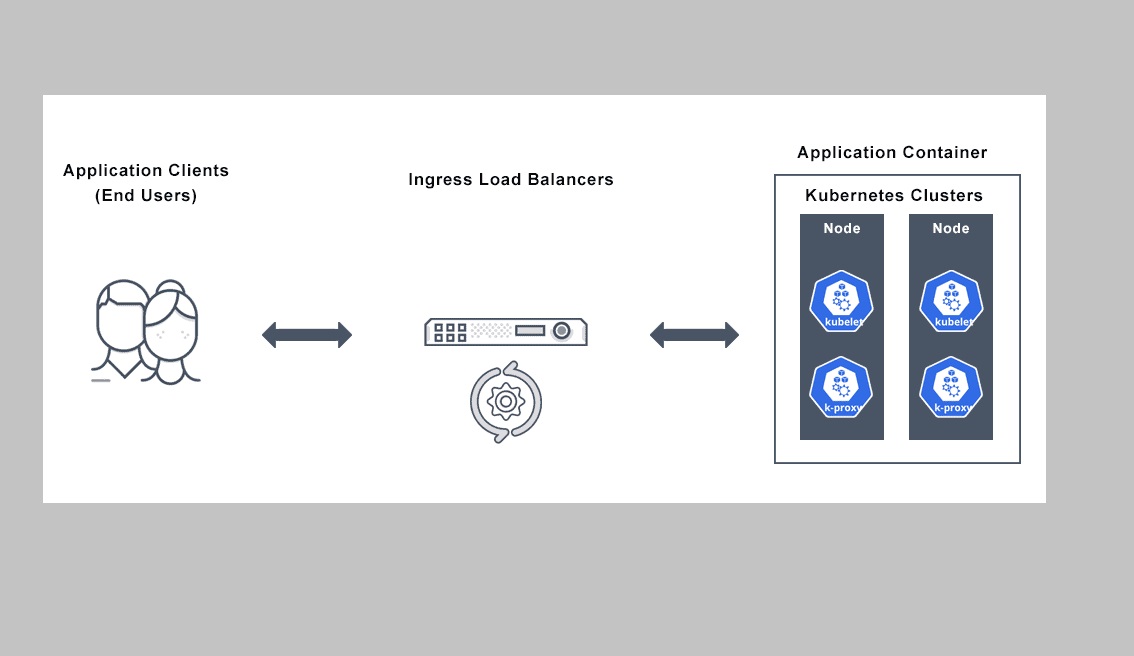 Application Clients
(End Users)
Ingress Load Balancers
Application Container
Kubernetes Clusters
Node
Node
kubelet
kubelet
k-proxy
k-proxy